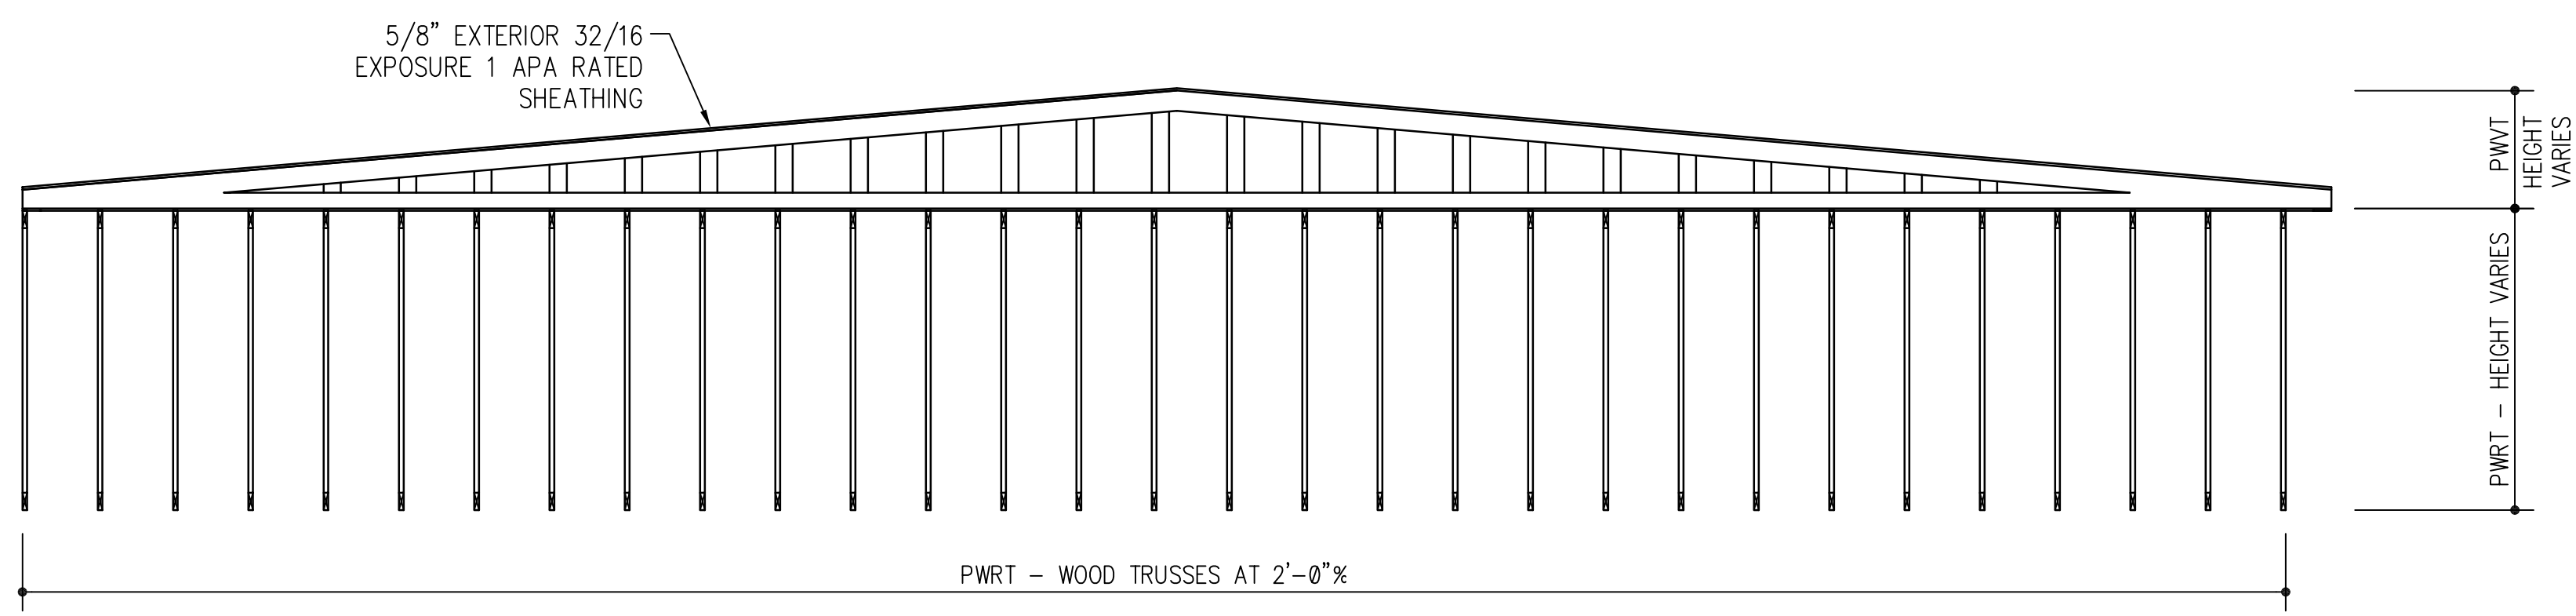 5/8" EXTERIOR 32/16
EXPOSURE 1 APA RATED
SHEATHING
PWVT
HEIGHT
VARIES
PWRT - HEIGHT VARIES
PWRT - WOOD TRUSSES AT 2'-0"%